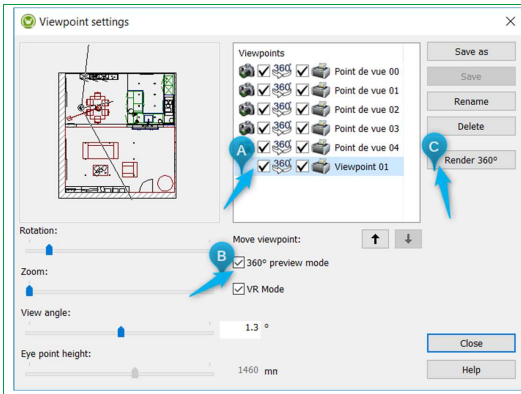 Viewpoint settings
Viewpoints
360° Point de vue 00
360° Point de vue 01
360° Point de vue 02
360° Point de vue 03
360° Point de vue 04
360° Viewpoint 01
Save as
Save
Rename
Delete
Render 360°
A
C
Rotation:
Move viewpoint:
B
360° preview mode
Zoom:
VR Mode
View angle:
1.3 °
Eye point height:
1460 mn
Close
Help